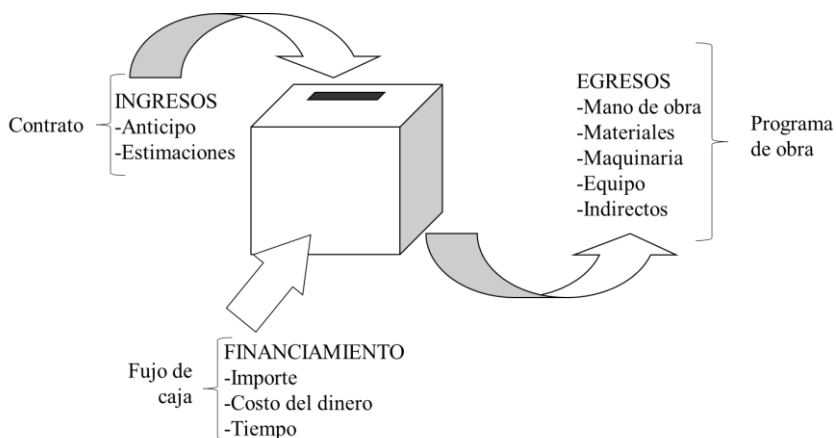 Contrato
INGRESOS
-Anticipo
-Estimaciones
EGRESOS
-Mano de obra
-Materiales
-Maquinaria
-Equipo
-Indirectos
Programa
de obra
Fujo de
caja
FINANCIAMIENTO
-Importe
-Costo del dinero
-Tiempo